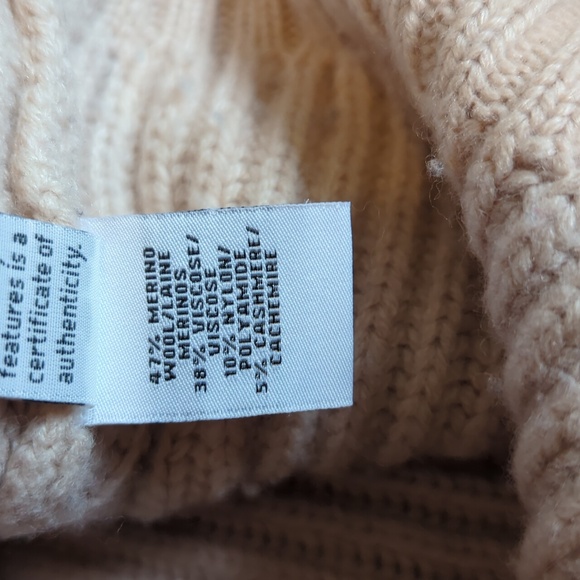 features is a
certificate of
authenticity.
47% MERINO
WOOL/LAINE
MERINOS
38% VISCOSE/
VISCOSE
10% NYLON/
POLYAMIDE
5% CASHMERE/
CACHEMIRE